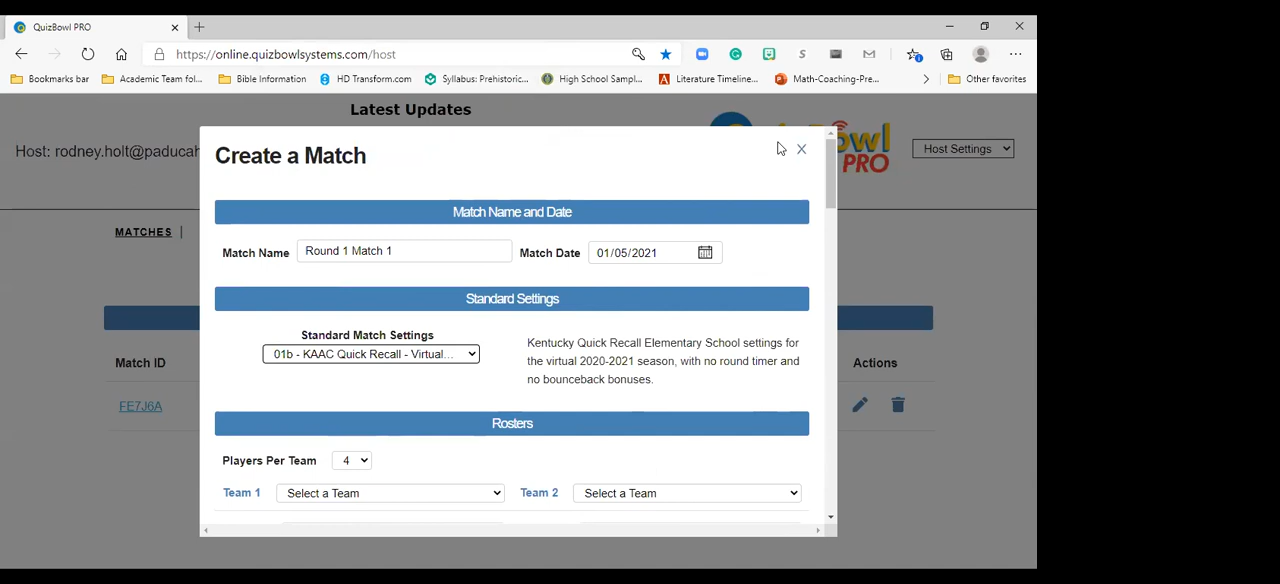 QuizBowl PRO
https://online.quizbowlsystems.com/host
Bookmarks bar Academic Team fol... Bible Information HD Transform.com Syllabus: Prehistoric... High School Sampl... Literature Timeline... Math-Coaching-Pre... Other favorites
Latest Updates
Host: rodney.holt@paducah
Bowl
PRO
Host Settings
Create a Match
Match Name and Date
MATCHES |
Match Name Round 1 Match 1 Match Date 01/05/2021
Standard Settings
Standard Match Settings
01b - KAAC Quick Recall - Virtual...
Kentucky Quick Recall Elementary School settings for
the virtual 2020-2021 season, with no round timer and
no bounceback bonuses.
Match ID Actions
FE7J6A
Rosters
Players Per Team 4
Team 1 Select a Team Team 2 Select a Team